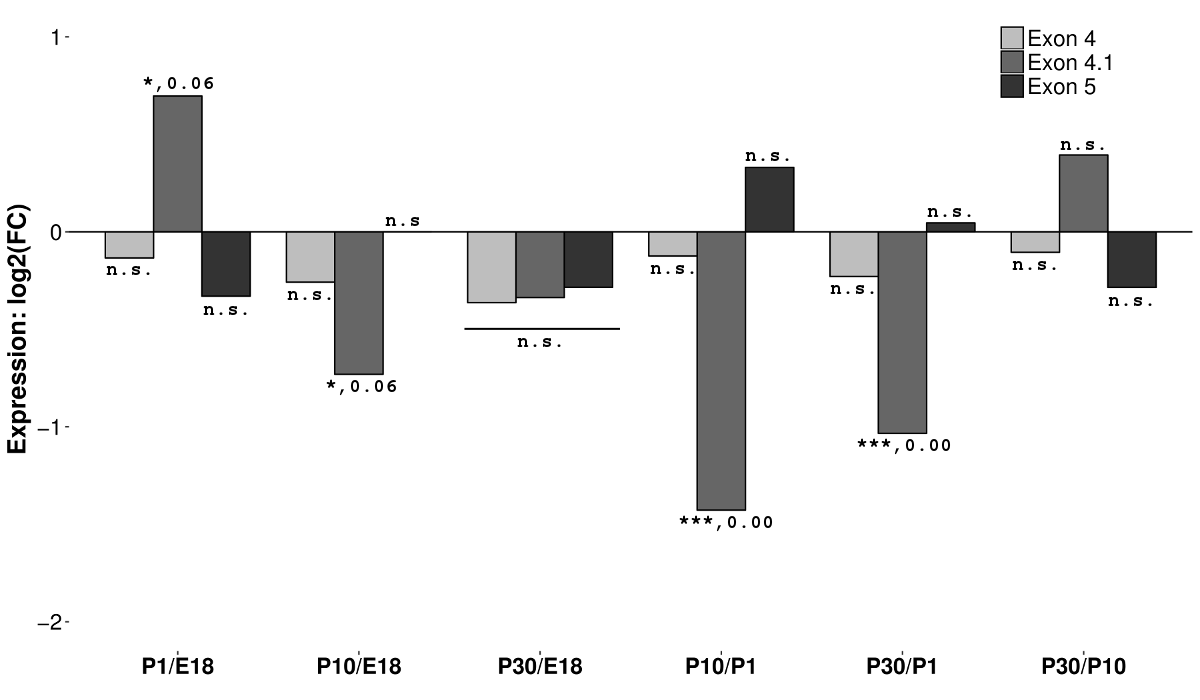 Expression: log2(FC)
1
0
−1
−2
Exon 4
Exon 4.1
Exon 5
*,0.06
n.s.
n.s.
n.s.
*,0.06
n.s
n.s.
n.s.
***,0.00
n.s.
n.s.
***,0.00
n.s.
n.s.
n.s.
n.s.
P1/E18
P10/E18
P30/E18
P10/P1
P30/P1
P30/P10